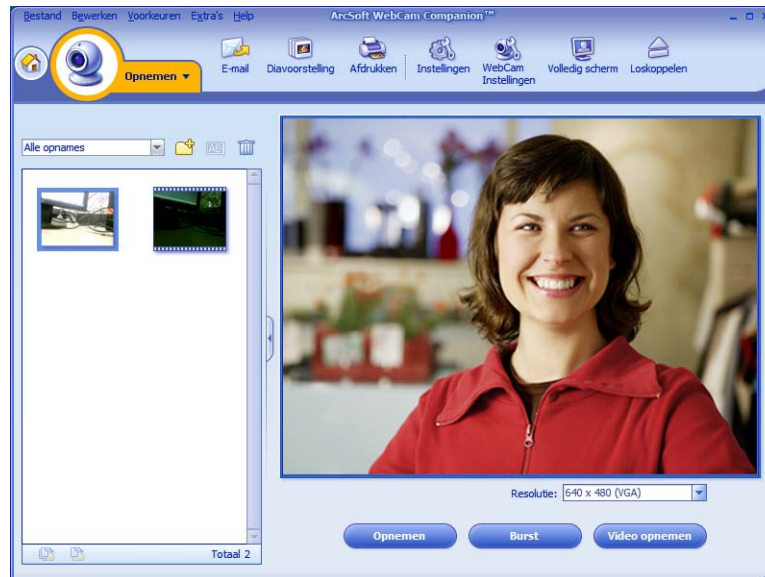 Bestand Bewerken Voorkeuren Extra's Help ArcSoft WebCam Companion™
Opnemen
E-mail Diavoorstelling Afdrukken Instellingen WebCam Instellingen Volledig scherm Loskoppelen
Alle opnames
AB
Resolutie: 640 x 480 (VGA)
Opnemen Burst Video opnemen
Totaal 2